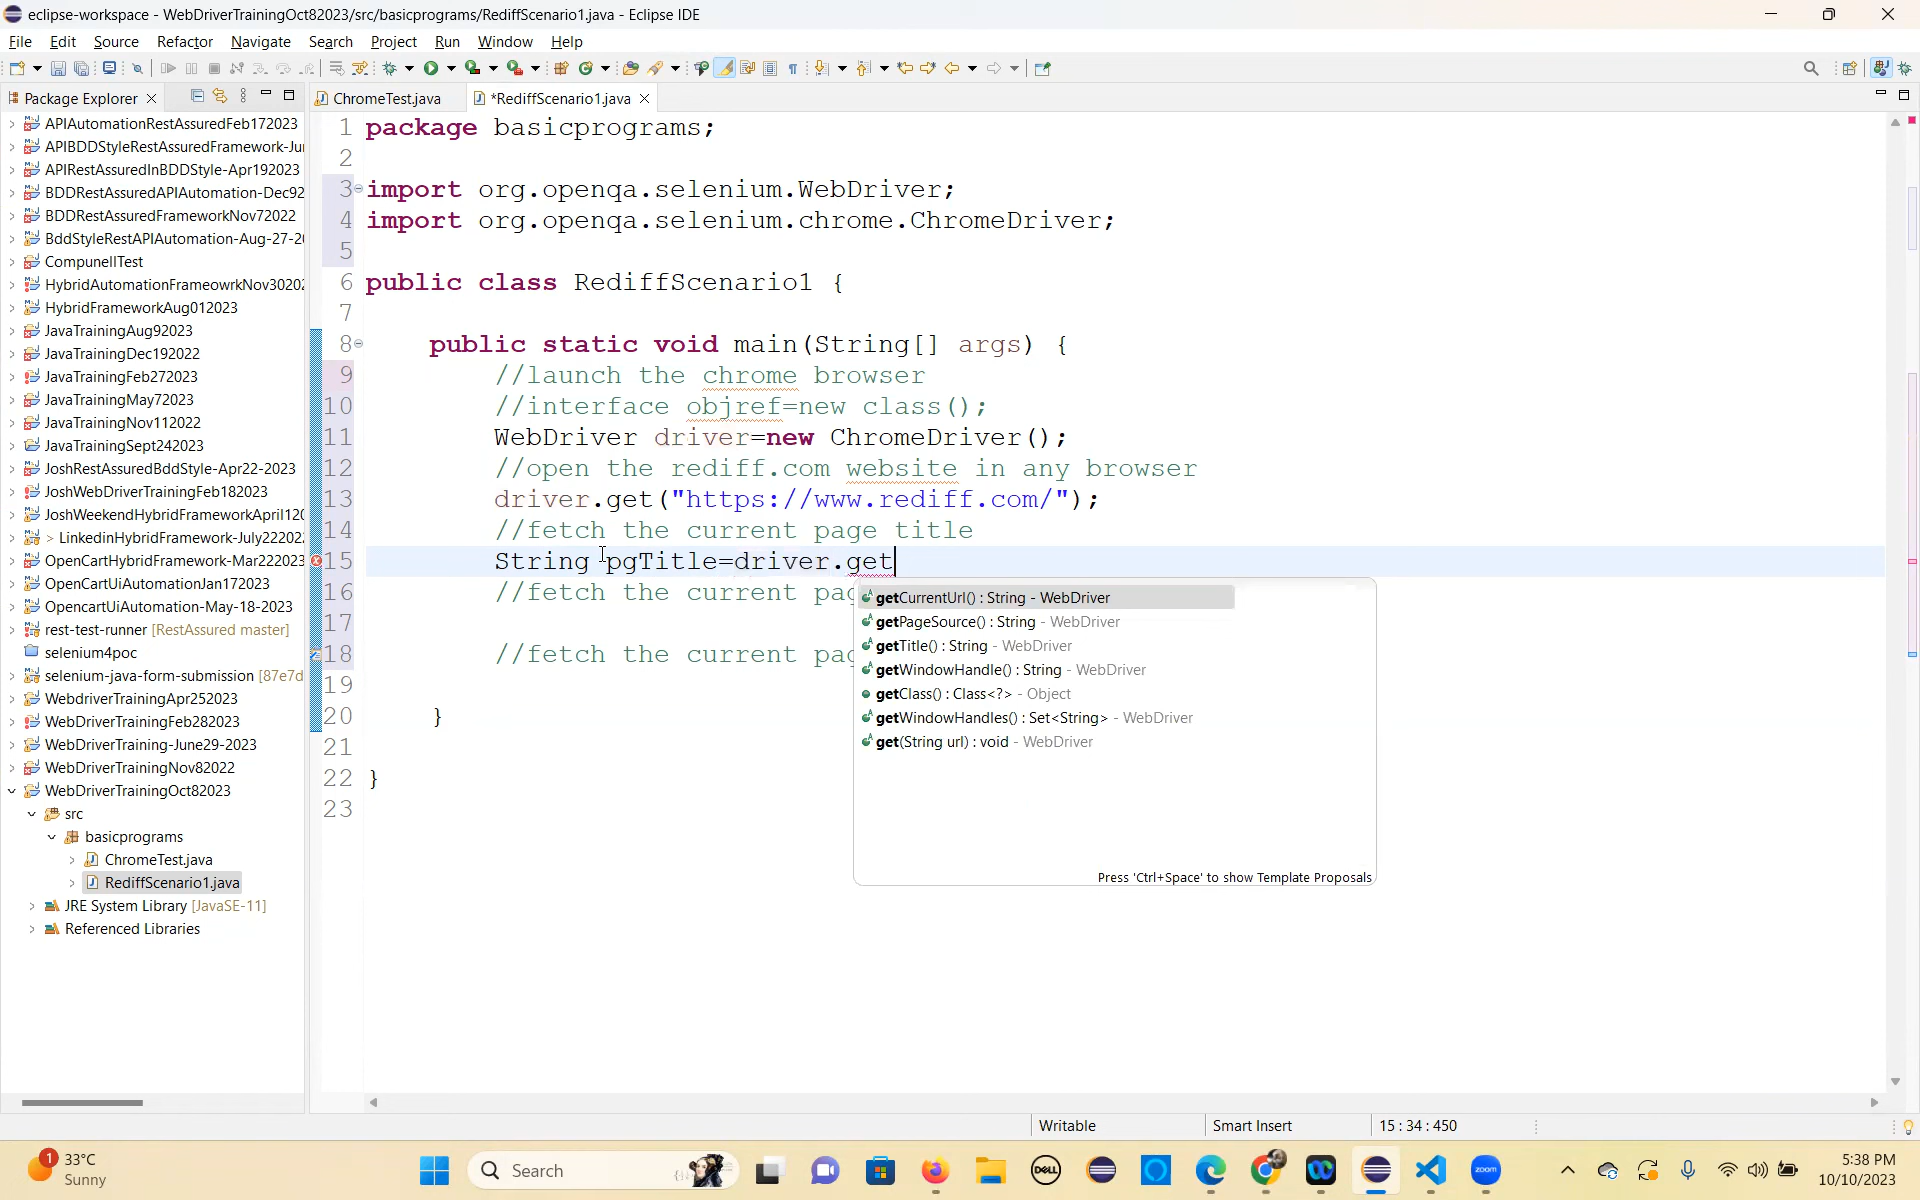 eclipse-workspace - WebDriverTrainingOct82023/src/basicprograms/RediffScenario1.java - Eclipse IDE
File Edit Source Refactor Navigate Search Project Run Window Help
Package Explorer
ChromeTest.java
*RediffScenario1.java
APIAutomationRestAssuredFeb172023
APIBDDStyleRestAssuredFramework-Ju
APIRestAssuredInBDDStyle-Apr192023
BDDRestAssuredAPIAutomation-Dec92
BDDRestAssuredFrameworkNov72022
BddStyleRestAPIAutomation-Aug-27-20
CompunellTest
HybridAutomationFrameowrkNov30202
HybridFrameworkAug012023
JavaTrainingAug92023
JavaTrainingDec192022
JavaTrainingFeb272023
JavaTrainingMay72023
JavaTrainingNov112022
JavaTrainingSept242023
JoshRestAssuredBddStyle-Apr22-2023
JoshWebDriverTrainingFeb182023
JoshWeekendHybridFrameworkApril120
> LinkedinHybridFramework-July22202
OpenCartHybridFramework-Mar222023
OpenCartUiAutomationJan172023
OpencartUiAutomation-May-18-2023
rest-test-runner [RestAssured master]
selenium4poc
selenium-java-form-submission [87e7d
WebdriverTrainingApr252023
WebDriverTrainingFeb282023
WebDriverTraining-June29-2023
WebDriverTrainingNov82022
WebDriverTrainingOct82023
src
basicprograms
ChromeTest.java
RediffScenario1.java
JRE System Library [JavaSE-11]
Referenced Libraries
1 package basicprograms;
2
3 import org.openqa.selenium.WebDriver;
4 import org.openqa.selenium.chrome.ChromeDriver;
5
6 public class RediffScenario1 {
7
8 public static void main(String[] args) {
9 //launch the chrome browser
10 //interface objref=new class();
11 WebDriver driver=new ChromeDriver();
12 //open the rediff.com website in any browser
13 driver.get("https://www.rediff.com/");
14 //fetch the current page title
15 String pgTitle=driver.get
16 //fetch the current pag
17
18 //fetch the current pag
19
20 }
21
22 }
23
getCurrentUrl() : String - WebDriver
getPageSource() : String - WebDriver
getTitle() : String - WebDriver
getWindowHandle() : String - WebDriver
getClass() : Class<?> - Object
getWindowHandles() : Set<String> - WebDriver
get(String url) : void - WebDriver
Press 'Ctrl+Space' to show Template Proposals
Writable
Smart Insert
15 : 34 : 450
1
33°C
Sunny
Search
DELL
zoom
5:38 PM
10/10/2023